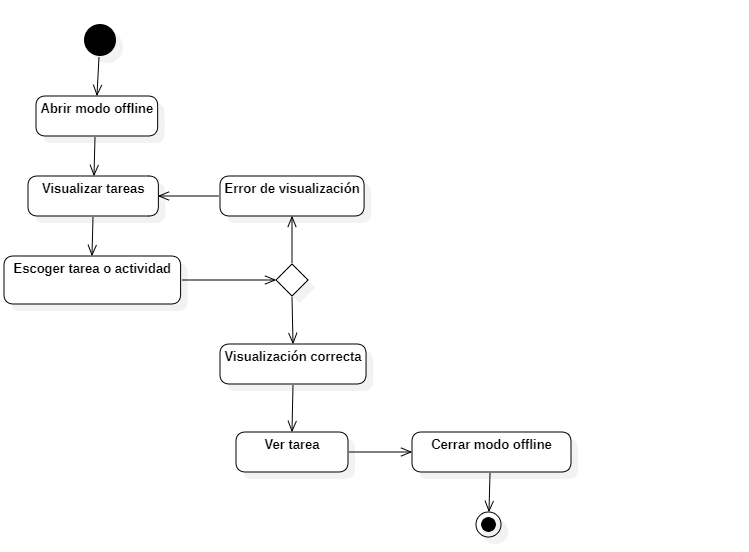 Abrir modo offline
Visualizar tareas
Error de visualización
Escoger tarea o actividad
Visualización correcta
Ver tarea
Cerrar modo offline